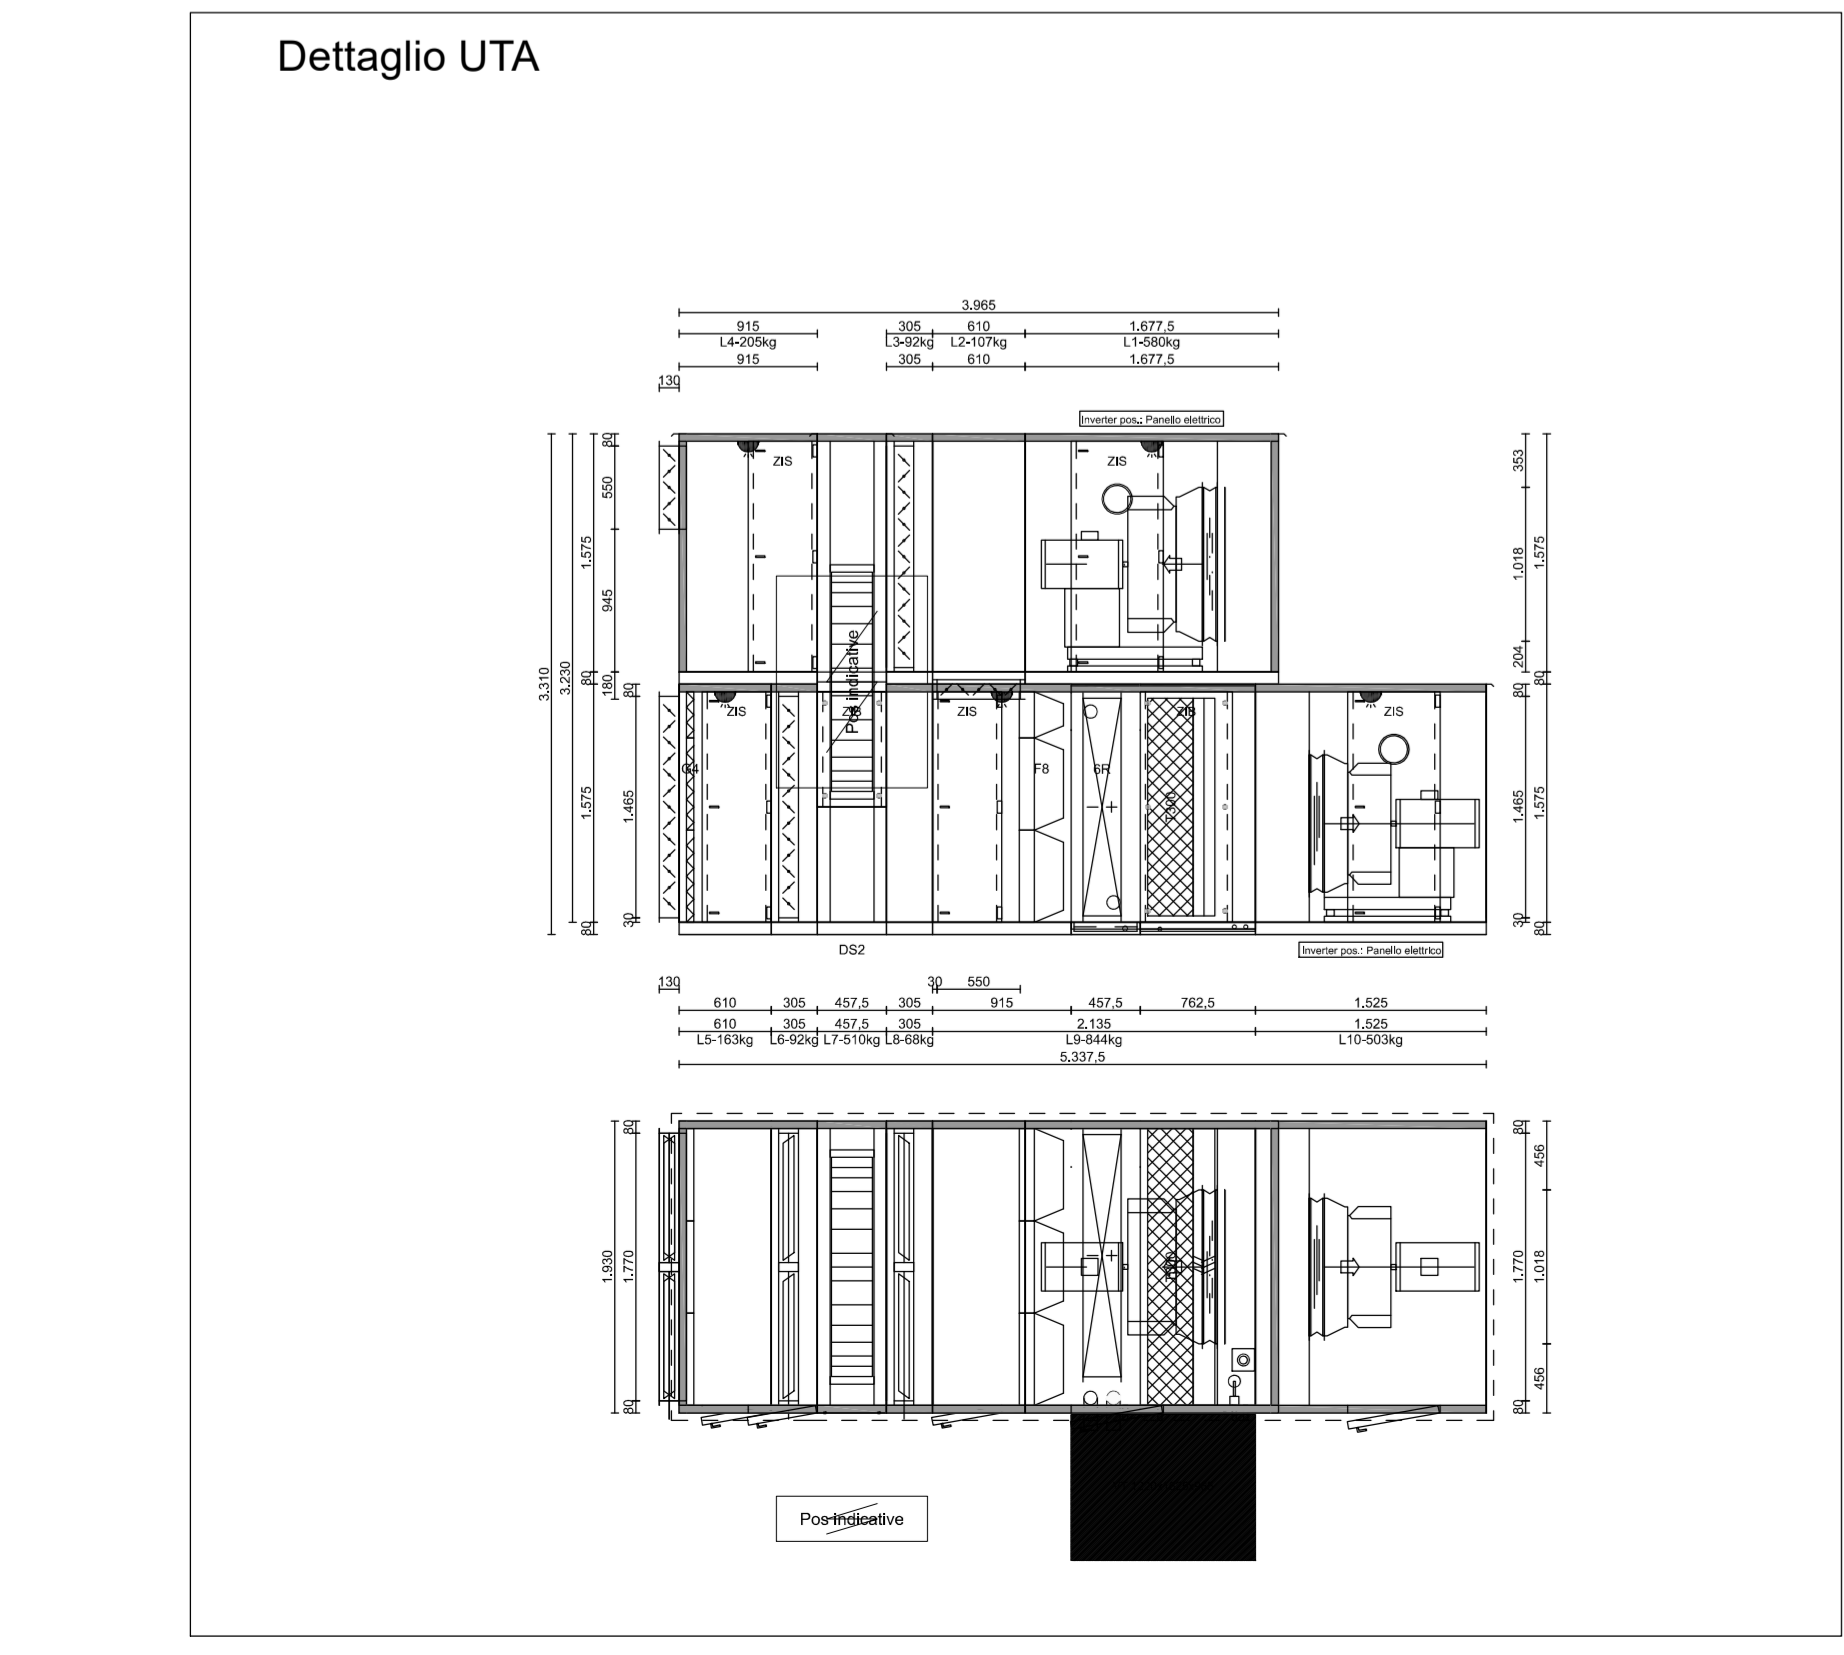 Dettaglio UTA
3.965
915 305 610 1.677,5
L4-205kg L3-92kg L2-107kg L1-580kg
915 305 610 1.677,5
130
Inverter pos.: Panello elettrico
80 550 945 180
1.575 80 1.575 80
3.230
3.310
ZIS ZIS
353 1.018 204
1.575 80
Pos indicative
80 1.465 30
ZIS ZIS ZIS
G4 F8 6R T300
80 1.465 30
1.575 80
DS2
Inverter pos.: Panello elettrico
130 30 550
610 305 457,5 305 915 457,5 762,5 1.525
610 305 457,5 305 2.135 1.525
L5-163kg L6-92kg L7-510kg L8-68kg L9-844kg L10-503kg
5.337,5
80 1.770 80
1.930
80 1.770 80
456 1.018 456
Pos indicative